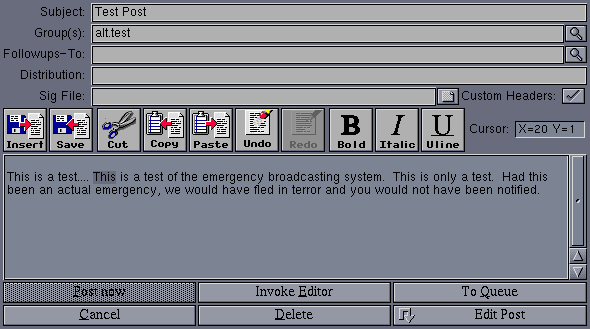 Subject: Test Post
Group(s): alt.test
Followups-To:
Distribution:
Sig File: Custom Headers:
Insert Save Cut Copy Paste Undo Redo B Bold I Italic U Uline Cursor: X=20 Y=1
This is a test.... This is a test of the emergency broadcasting system.  This is only a test.  Had this
been an actual emergency, we would have fled in terror and you would not have been notified.
Post now Invoke Editor To Queue
Cancel Delete Edit Post